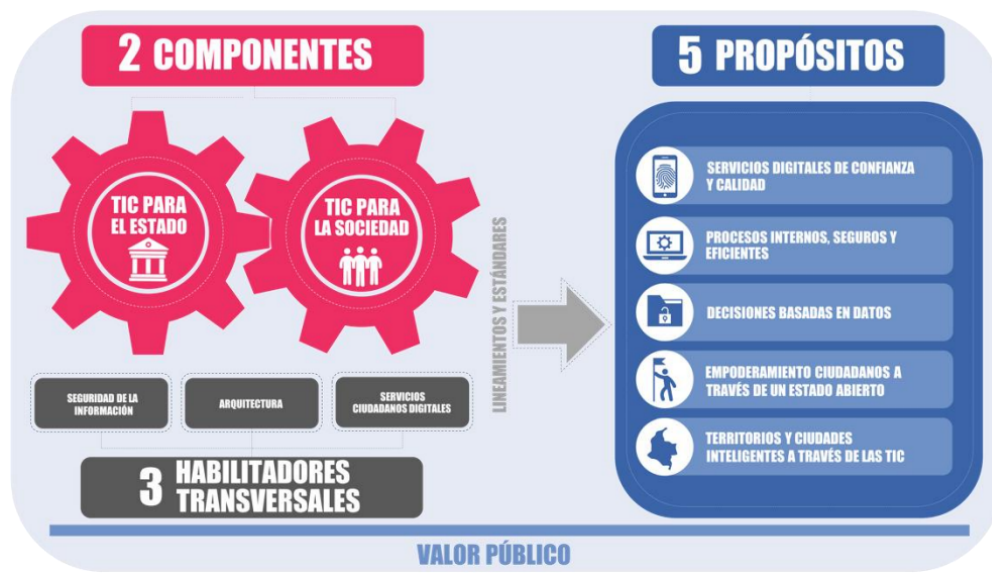 2 COMPONENTES
TIC PARA
EL ESTADO
TIC PARA
LA SOCIEDAD
SEGURIDAD DE LA
INFORMACIÓN
ARQUITECTURA
SERVICIOS
CIUDADANOS DIGITALES
3 HABILITADORES
TRANSVERSALES
LINEAMIENTOS Y ESTÁNDARES
5 PROPÓSITOS
SERVICIOS DIGITALES DE CONFIANZA
Y CALIDAD
PROCESOS INTERNOS, SEGUROS Y
EFICIENTES
DECISIONES BASADAS EN DATOS
EMPODERAMIENTO CIUDADANOS A
TRAVÉS DE UN ESTADO ABIERTO
TERRITORIOS Y CIUDADES
INTELIGENTES A TRAVÉS DE LAS TIC
VALOR PÚBLICO